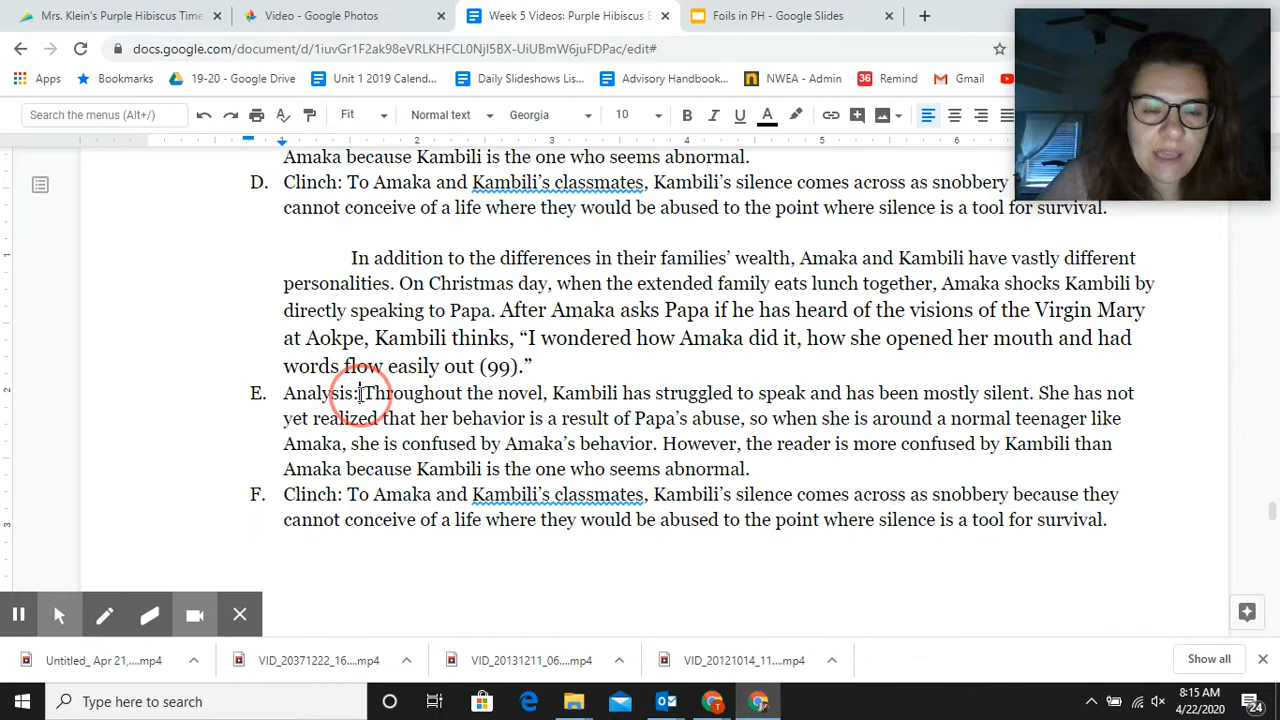 Mrs. Klein's Purple Hibiscus Tim
Video - Google Photos
Week 5 Videos: Purple Hibiscus E
Foils in PH - Google Slides
docs.google.com/document/d/1iuvGr1F2ak98eVRLKHFCL0NjI5BX-UiUBmW6juFDPac/edit#
Apps
Bookmarks
19-20 - Google Drive
Unit 1 2019 Calend...
Daily Slideshows Lis...
Advisory Handbook...
NWEA - Admin
36 Remind
Gmail
Search the menus (Alt+/)
Fit
Normal text
Georgia
10
B I U A
2 3 4 5 6
Amaka because Kambili is the one who seems abnormal.
D. Clinch: To Amaka and Kambili's classmates, Kambili's silence comes across as snobbery
cannot conceive of a life where they would be abused to the point where silence is a tool for survival.
In addition to the differences in their families' wealth, Amaka and Kambili have vastly different
personalities. On Christmas day, when the extended family eats lunch together, Amaka shocks Kambili by
directly speaking to Papa. After Amaka asks Papa if he has heard of the visions of the Virgin Mary
at Aokpe, Kambili thinks, “I wondered how Amaka did it, how she opened her mouth and had
words flow easily out (99).”
E. Analysis: Throughout the novel, Kambili has struggled to speak and has been mostly silent. She has not
yet realized that her behavior is a result of Papa's abuse, so when she is around a normal teenager like
Amaka, she is confused by Amaka's behavior. However, the reader is more confused by Kambili than
Amaka because Kambili is the one who seems abnormal.
F. Clinch: To Amaka and Kambili's classmates, Kambili's silence comes across as snobbery because they
cannot conceive of a life where they would be abused to the point where silence is a tool for survival.
1
2
3
Untitled_ Apr 21,....mp4
VID_20371222_16....mp4
VID_20131211_06....mp4
VID_20121014_11....mp4
Show all
Type here to search
8:15 AM
4/22/2020
24